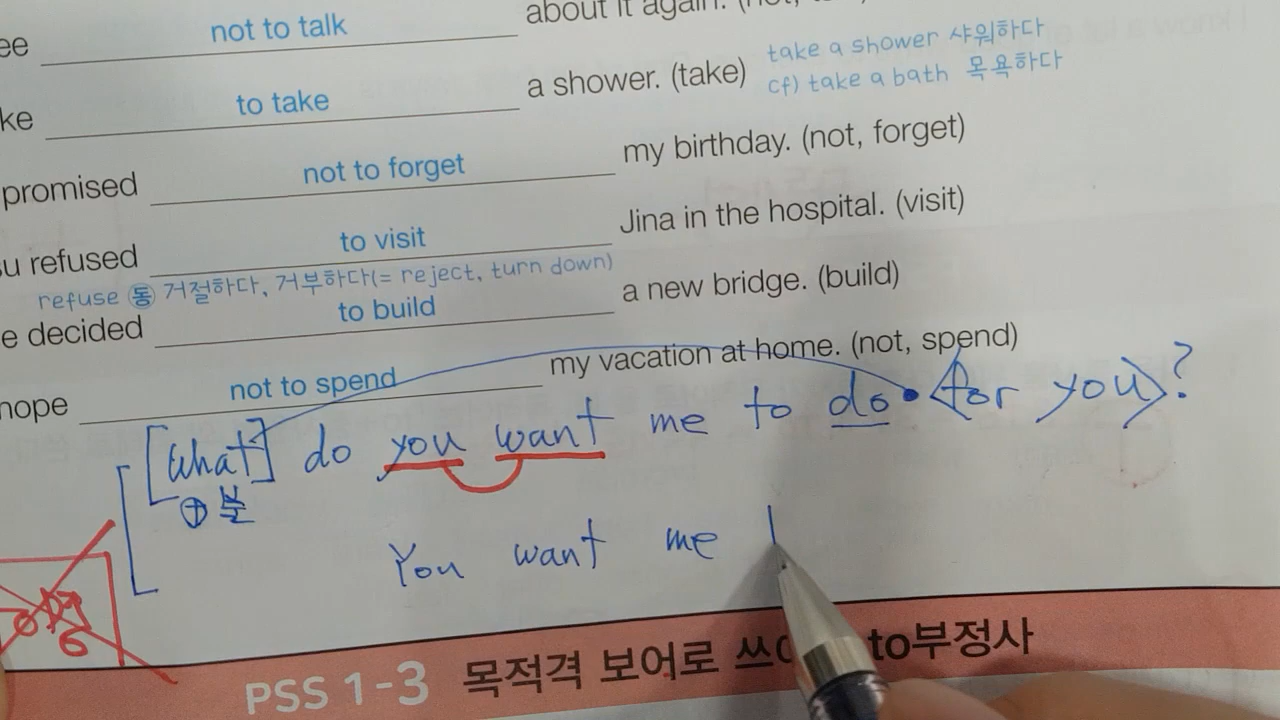 ee not to talk about it again. (not,
ke to take a shower. (take) take a shower 샤워하다
cf) take a bath 목욕하다
promised not to forget my birthday. (not, forget)
u refused to visit Jina in the hospital. (visit)
refuse 동 거절하다, 거부하다(= reject, turn down)
e decided to build a new bridge. (build)
hope not to spend my vacation at home. (not, spend)
[What] do you want me to do • <for you>?
You want me
PSS 1-3 목적격 보어로 to부정사